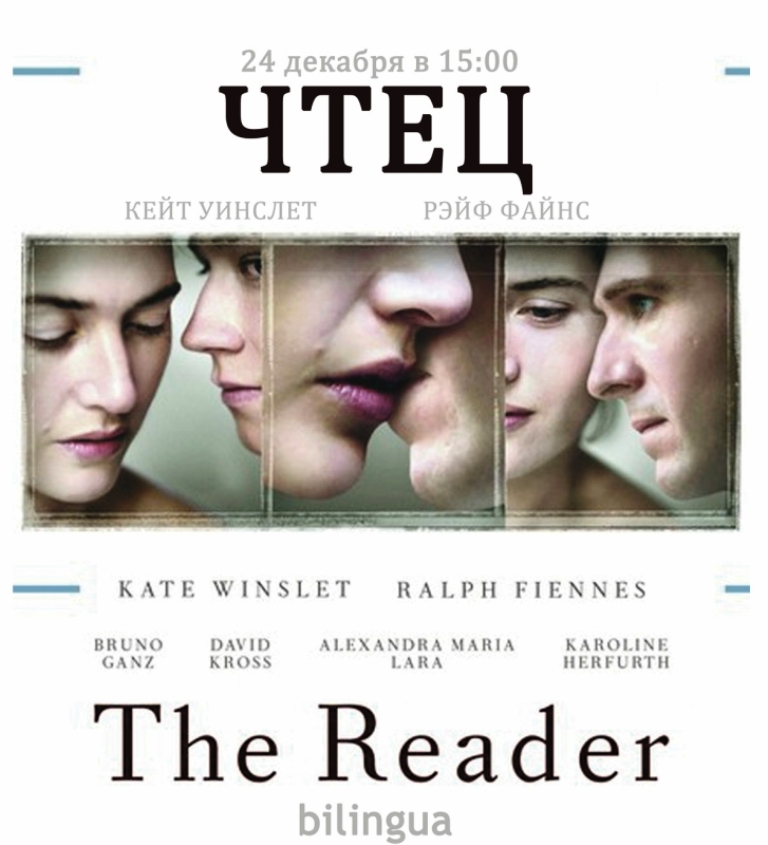 24 декабря в 15:00
ЧТЕЦ
КЕЙТ УИНСЛЕТ РЭЙФ ФАЙНС
KATE WINSLET RALPH FIENNES
BRUNO GANZ DAVID KROSS ALEXANDRA MARIA LARA KAROLINE HERFURTH
The Reader
bilingua